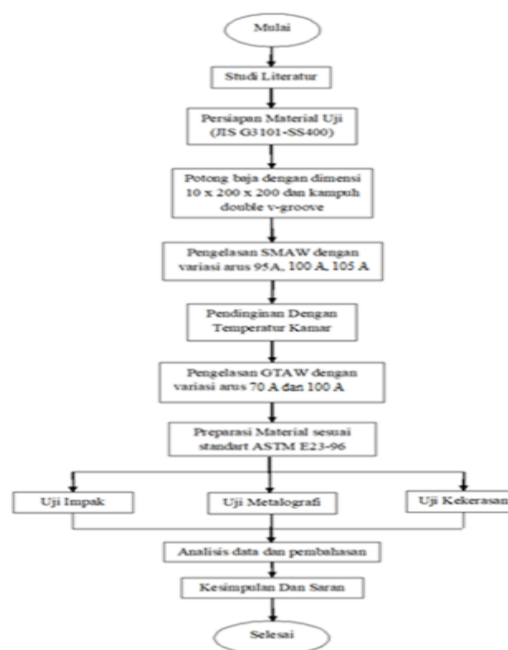 Mulai
Studi Literatur
Persiapan Material Uji
(JIS G3101-SS400)
Potong baja dengan dimensi
10 x 200 x 200 dan kampuh
double v-groove
Pengelasan SMAW dengan
variasi arus 95A, 100 A, 105 A
Pendinginan Dengan
Temperatur Kamar
Pengelasan GTAW dengan
variasi arus 70 A dan 100 A
Preparasi Material sesuai
standart ASTM E23-96
Uji Impak
Uji Metalografi
Uji Kekerasan
Analisis data dan pembahasan
Kesimpulan Dan Saran
Selesai